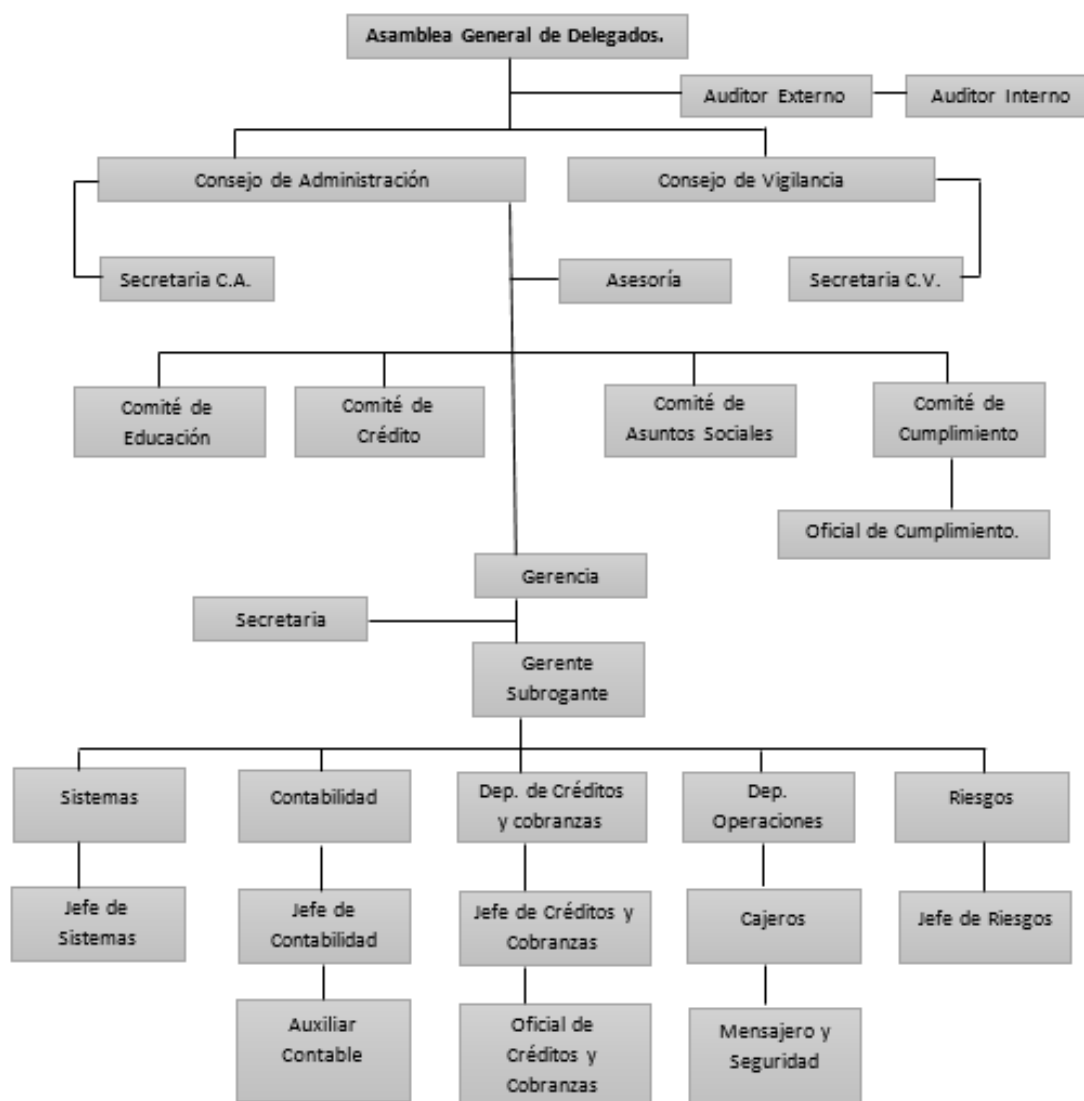 Asamblea General de Delegados.
Auditor Externo
Auditor Interno
Consejo de Administración
Consejo de Vigilancia
Secretaria C.A.
Asesoría
Secretaria C.V.
Comité de
Educación
Comité de
Crédito
Comité de
Asuntos Sociales
Comité de
Cumplimiento
Oficial de Cumplimiento.
Gerencia
Secretaria
Gerente
Subrogante
Sistemas
Contabilidad
Dep. de Créditos
y cobranzas
Dep.
Operaciones
Riesgos
Jefe de
Sistemas
Jefe de
Contabilidad
Jefe de Créditos y
Cobranzas
Cajeros
Jefe de Riesgos
Auxiliar
Contable
Oficial de
Créditos y
Cobranzas
Mensajero y
Seguridad